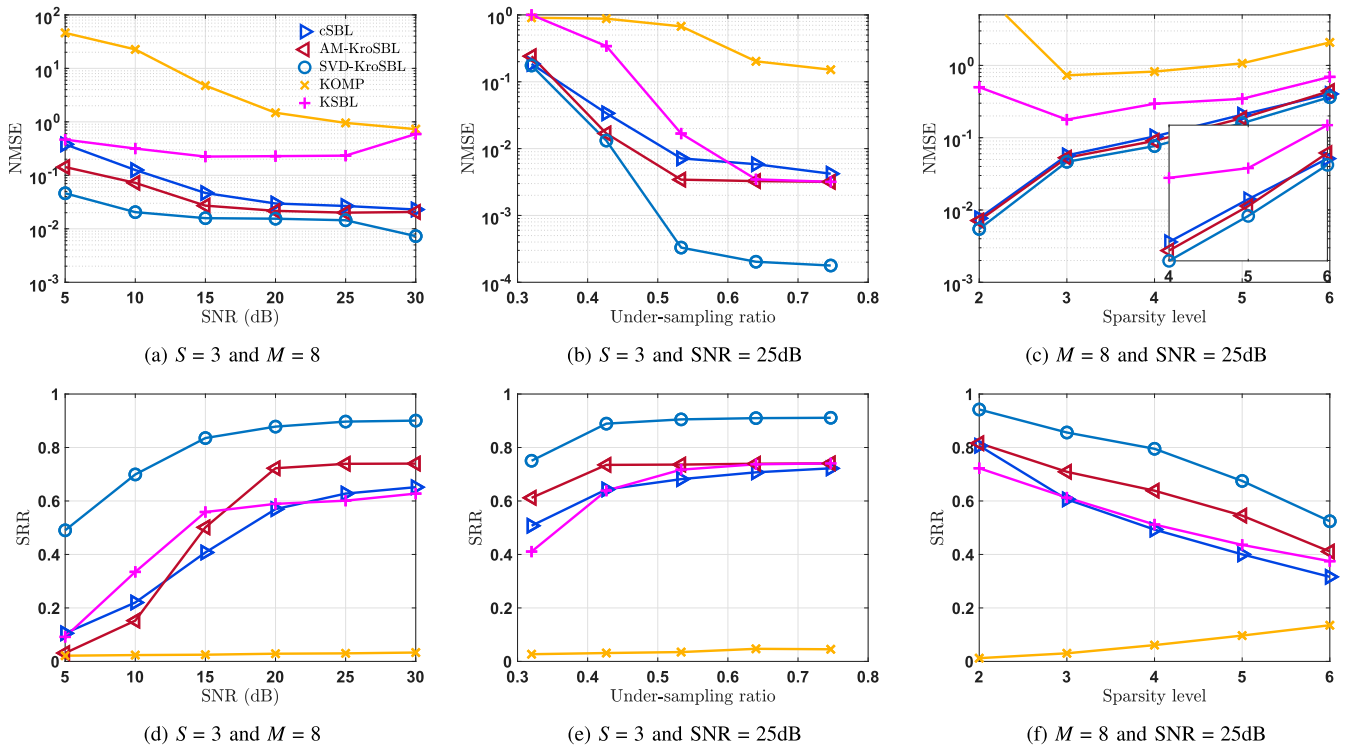 cSBL
AM-KroSBL
SVD-KroSBL
KOMP
KSBL
NMSE
10^2
10^1
10^0
10^-1
10^-2
10^-3
5 10 15 20 25 30
SNR (dB)
(a) S = 3 and M = 8
NMSE
10^0
10^-1
10^-2
10^-3
10^-4
0.3 0.4 0.5 0.6 0.7 0.8
Under-sampling ratio
(b) S = 3 and SNR = 25dB
NMSE
10^0
10^-1
10^-2
10^-3
4 5 6
2 3 4 5 6
Sparsity level
(c) M = 8 and SNR = 25dB
SRR
1
0.8
0.6
0.4
0.2
0
5 10 15 20 25 30
SNR (dB)
(d) S = 3 and M = 8
SRR
1
0.8
0.6
0.4
0.2
0
0.3 0.4 0.5 0.6 0.7 0.8
Under-sampling ratio
(e) S = 3 and SNR = 25dB
SRR
1
0.8
0.6
0.4
0.2
0
2 3 4 5 6
Sparsity level
(f) M = 8 and SNR = 25dB